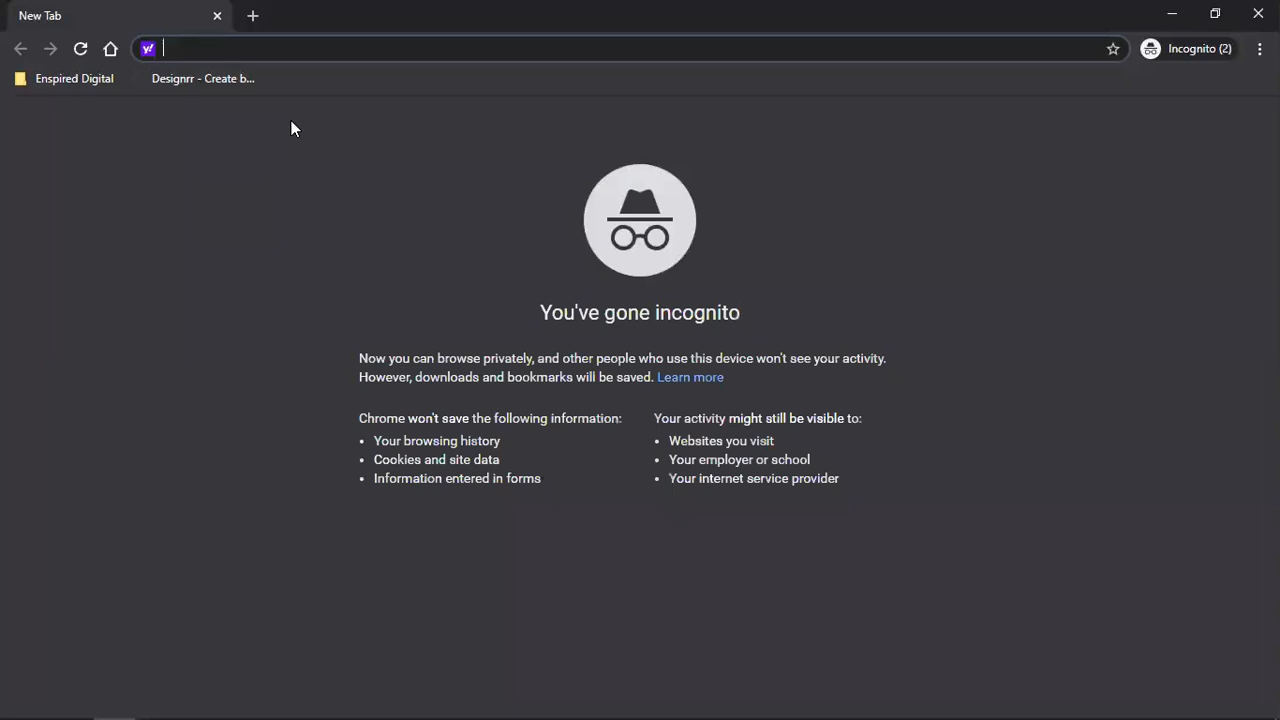 New Tab
y!
Incognito (2)
Enspired Digital
Designrr - Create b...
You've gone incognito
Now you can browse privately, and other people who use this device won't see your activity.
However, downloads and bookmarks will be saved. Learn more
Chrome won't save the following information:
• Your browsing history
• Cookies and site data
• Information entered in forms
Your activity might still be visible to:
• Websites you visit
• Your employer or school
• Your internet service provider